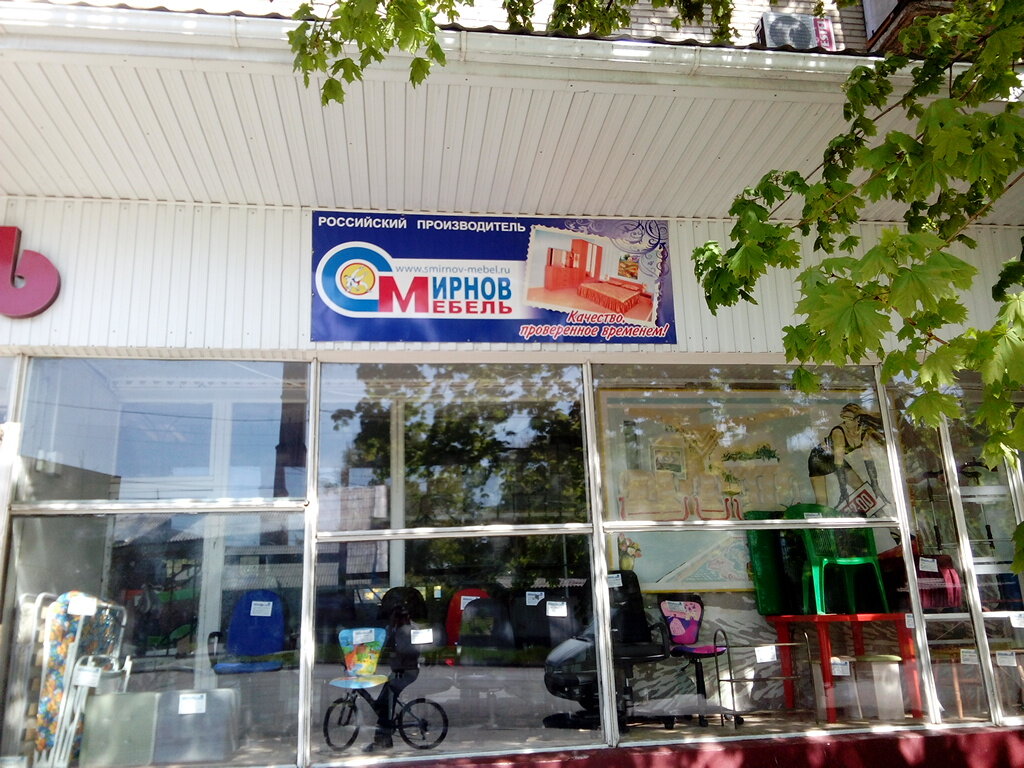 РОССИЙСКИЙ ПРОИЗВОДИТЕЛЬ
www.smirnov-mebel.ru
СМИРНОВ
МЕБЕЛЬ
Качество,
проверенное временем!
Ь